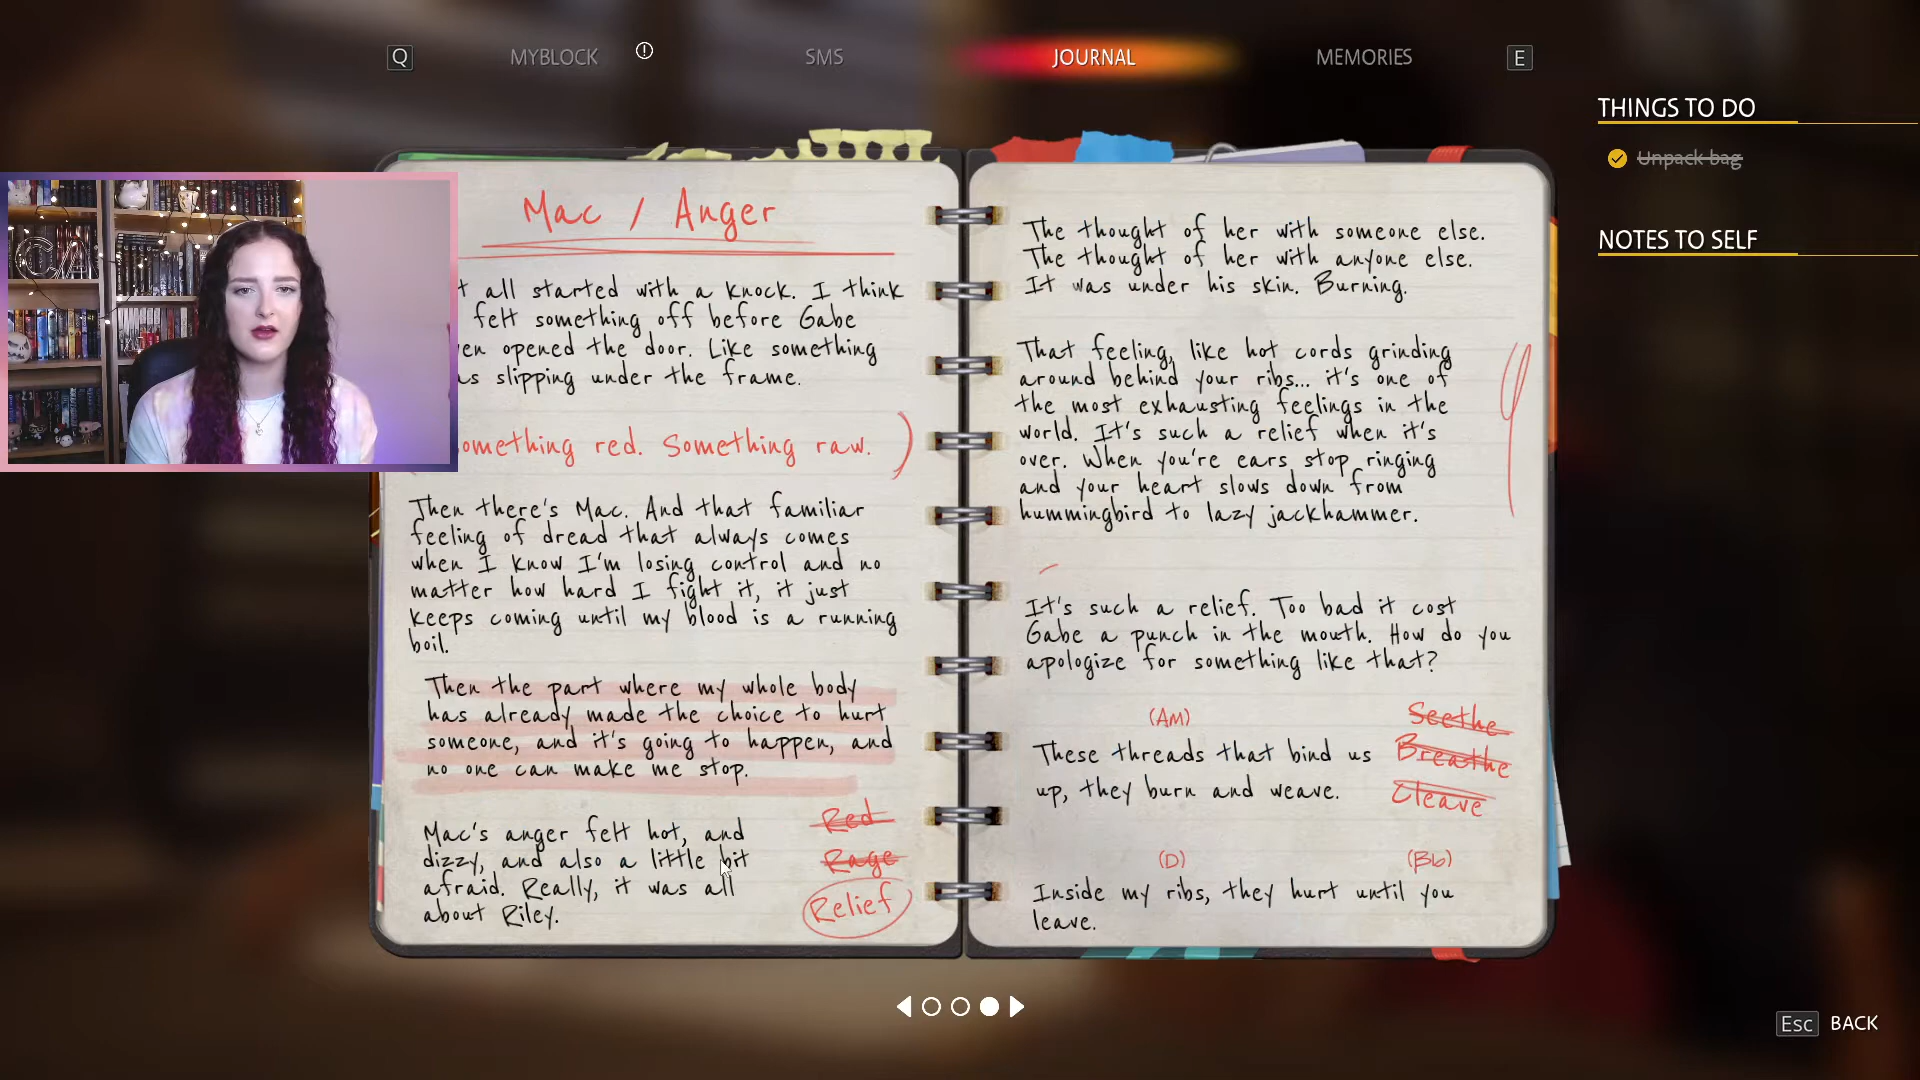 Q
MYBLOCK
SMS
JOURNAL
MEMORIES
E
THINGS TO DO
Unpack bag
NOTES TO SELF
CA
Mac / Anger
t all started with a knock. I think
felt something off before Gabe
en opened the door. Like something
as slipping under the frame.
omething red. Something raw. )
Then there's Mac. And that familiar
feeling of dread that always comes
when I know I'm losing control and no
matter how hard I fight it, it just
keeps coming until my blood is a running
boil.
Then the part where my whole body
has already made the choice to hurt
someone, and it's going to happen, and
no one can make me stop.
Mac's anger felt hot, and
dizzy, and also a little bit
afraid. Really, it was all
about Riley.
Red
Rage
Relief
The thought of her with someone else.
The thought of her with anyone else.
It was under his skin. Burning.
That feeling, like hot cords grinding
around behind your ribs... it's one of
the most exhausting feelings in the
world. It's such a relief when it's
over. When you're ears stop ringing
and your heart slows down from
hummingbird to lazy jackhammer.
It's such a relief. Too bad it cost
Gabe a punch in the mouth. How do you
apologize for something like that?
(AM)
These threads that bind us
up, they burn and weave.
Seethe
Breathe
Cleave
(D) (Bb)
Inside my ribs, they hurt until you
leave.
Esc BACK